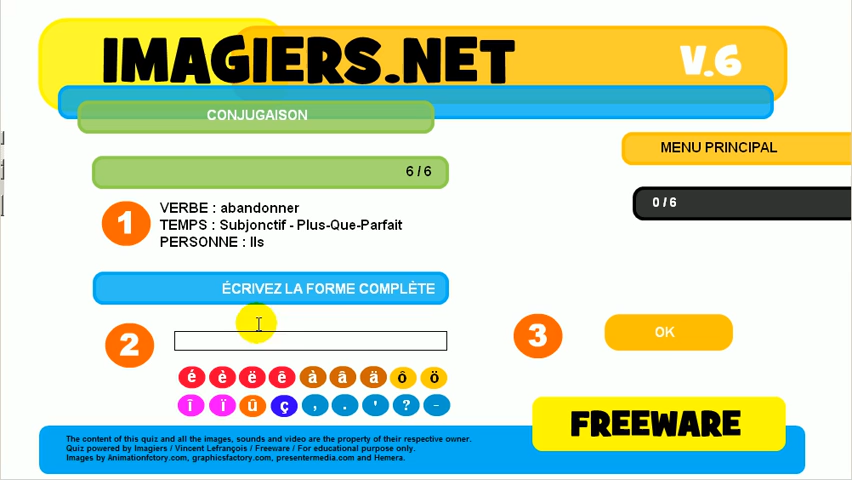 IMAGIERS.NET
V.6
CONJUGAISON
MENU PRINCIPAL
6 / 6
0 / 6
1
VERBE : abandonner
TEMPS : Subjonctif - Plus-Que-Parfait
PERSONNE : Ils
ÉCRIVEZ LA FORME COMPLÈTE
2
3
OK
é è ë ê à â ä ô ö
î ï û ç , . ' ? -
FREEWARE
The content of this quiz and all the images, sounds and video are the property of their respective owner.
Quiz powered by Imagiers / Vincent Lefrançois / Freeware / For educational purpose only.
Images by Animationfctory.com, graphicsfactory.com, presentermedia.com and Hemera.